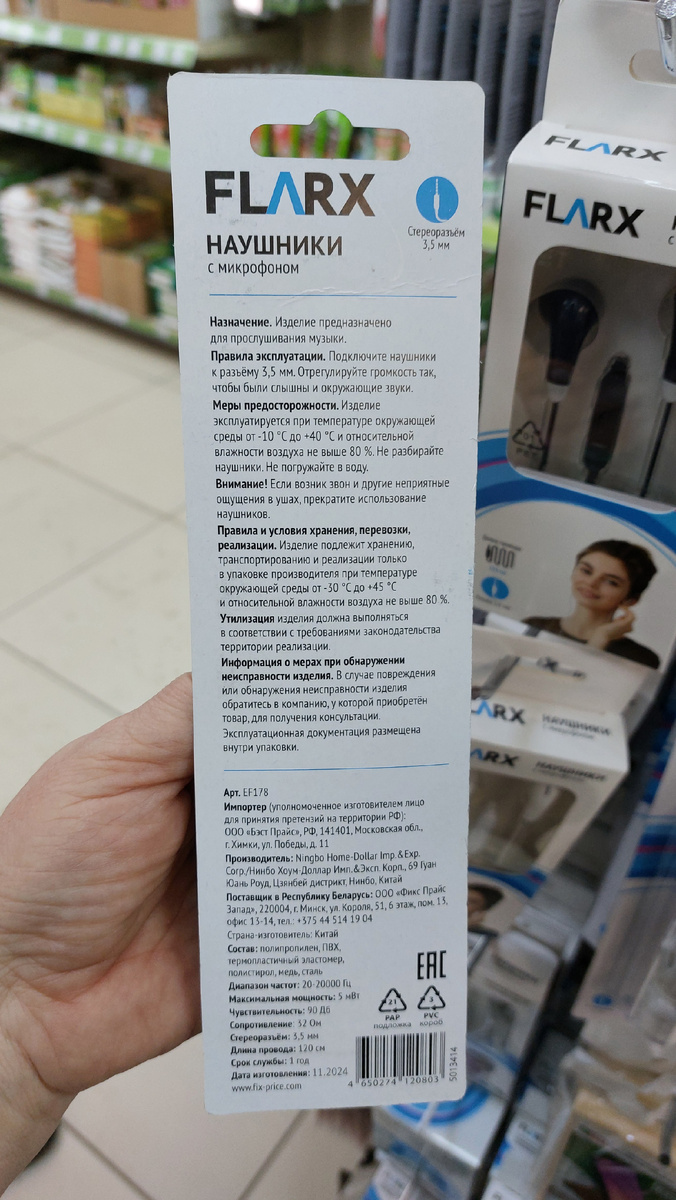 FLARX
НАУШНИКИ
с микрофоном
Стереоразъём
3,5 мм
Назначение. Изделие предназначено
для прослушивания музыки.
Правила эксплуатации. Подключите наушники
к разъёму 3,5 мм. Отрегулируйте громкость так,
чтобы были слышны и окружающие звуки.
Меры предосторожности. Изделие
эксплуатируется при температуре окружающей
среды от -10 °C до +40 °C и относительной
влажности воздуха не выше 80 %. Не разбирайте
наушники. Не погружайте в воду.
Внимание! Если возник звон и другие неприятные
ощущения в ушах, прекратите использование
наушников.
Правила и условия хранения, перевозки,
реализации. Изделие подлежит хранению,
транспортированию и реализации только
в упаковке производителя при температуре
окружающей среды от -30 °C до +45 °C
и относительной влажности воздуха не выше 80 %.
Утилизация изделия должна выполняться
в соответствии с требованиями законодательства
территории реализации.
Информация о мерах при обнаружении
неисправности изделия. В случае повреждения
или обнаружения неисправности изделия
обратитесь в компанию, у которой приобретён
товар, для получения консультации.
Эксплуатационная документация размещена
внутри упаковки.
Арт. EF178
Импортер (уполномоченное изготовителем лицо
для принятия претензий на территории РФ):
ООО «Бэст Прайс», РФ, 141401, Московская обл.,
г. Химки, ул. Победы, д. 11
Производитель: Ningbo Home-Dollar Imp.&Exp.
Corp./Нинбо Хоум-Доллар Имп.&Эксп. Корп., 69 Гуан
Юань Роуд, Цзянбей дистрикт, Нинбо, Китай
Поставщик в Республику Беларусь: ООО «Фикс Прайс
Запад», 220004, г. Минск, ул. Короля, 51, 6 этаж, пом. 13,
офис 13-14, тел.: +375 44 514 19 04
Страна-изготовитель: Китай
Состав: полипропилен, ПВХ,
термопластичный эластомер,
полистирол, медь, сталь
Диапазон частот: 20-20000 Гц
Максимальная мощность: 5 мВт
Чувствительность: 90 Дб
Сопротивление: 32 Ом
Стереоразъём: 3,5 мм
Длина провода: 120 см
Срок службы: 1 год
Дата изготовления: 11.2024
www.fix-price.com
EAC
21
PAP
подложка
3
PVC
короб
4 650274 120803
5013414
FLARX
FLARX
LARX
НАУШНИКИ
с микрофоном
ARX
НАУШНИКИ